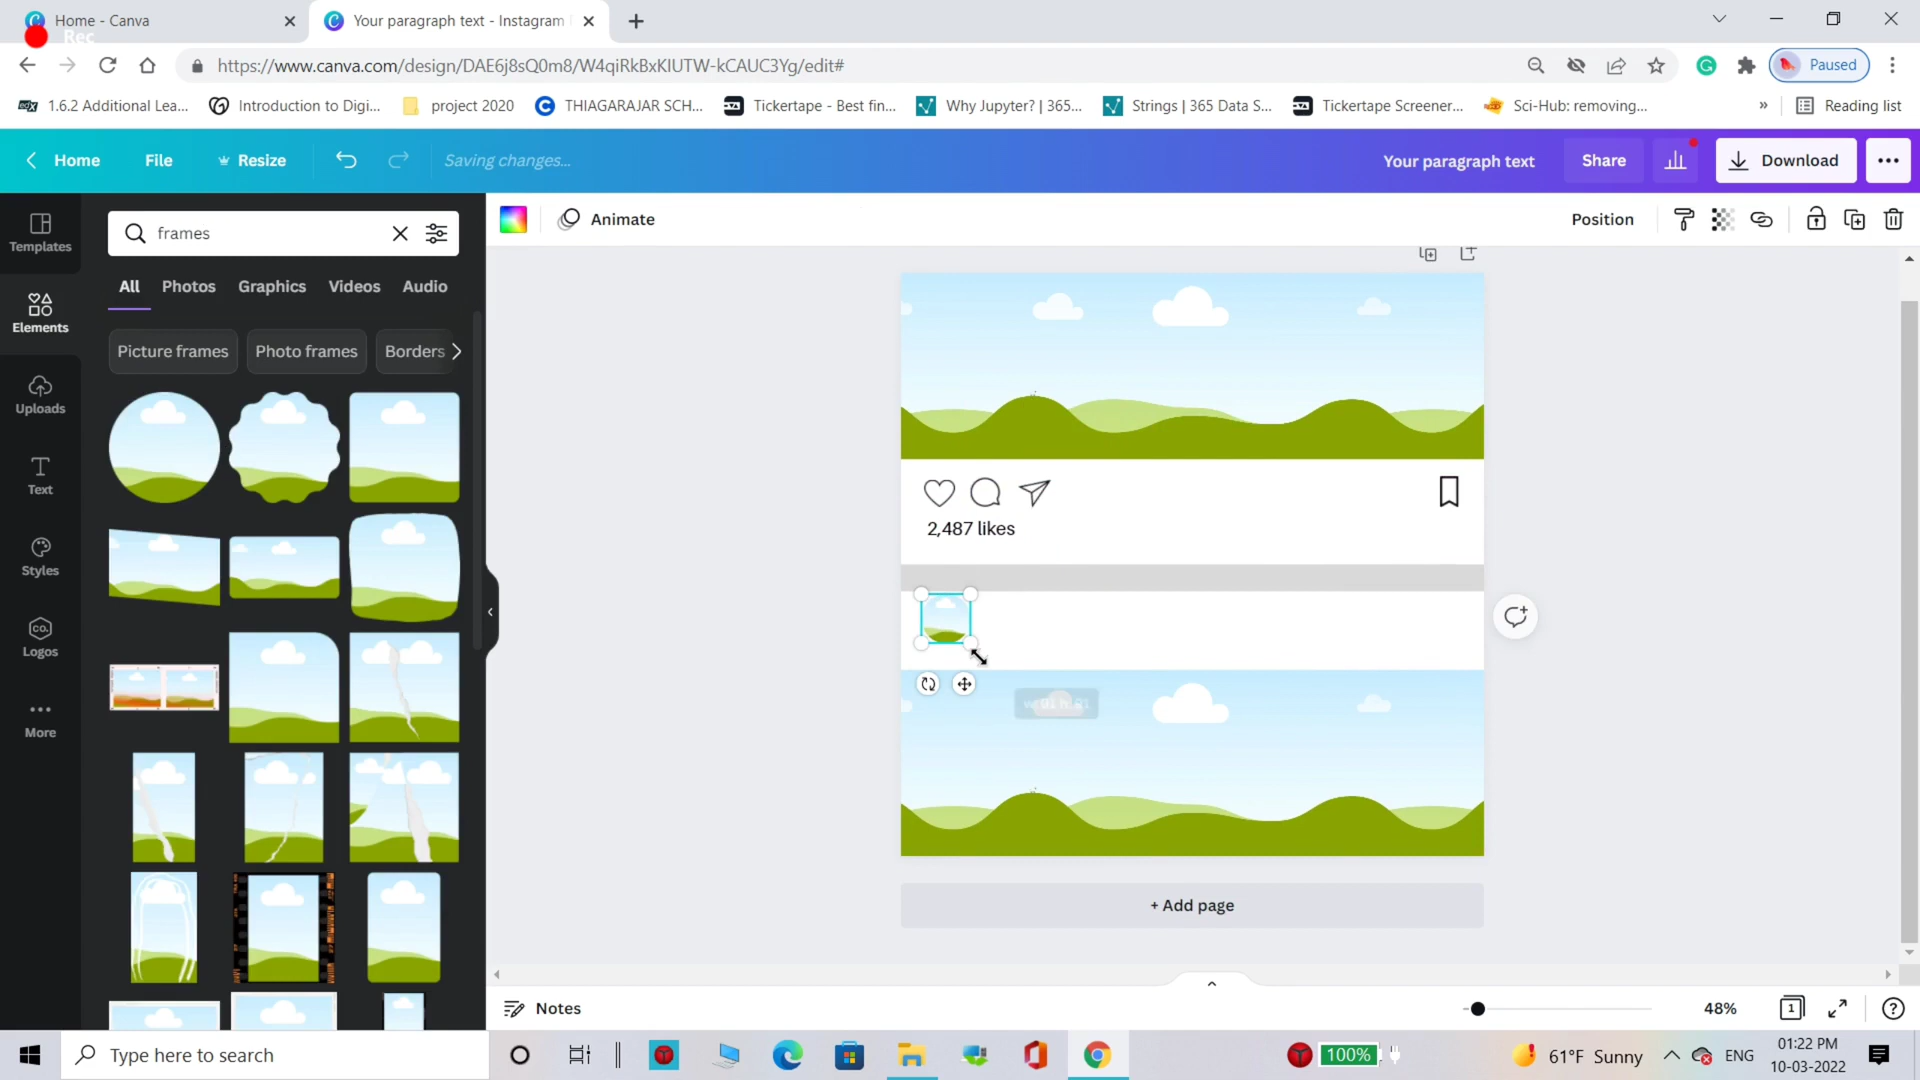 Home - Canva
Your paragraph text - Instagram
Rec
https://www.canva.com/design/DAE6j8sQ0m8/W4qiRkBxKIUTW-kCAUC3Yg/edit#
Paused
1.6.2 Additional Lea...
Introduction to Digi...
project 2020
THIAGARAJAR SCH...
Tickertape - Best fin...
Why Jupyter? | 365...
Strings | 365 Data S...
Tickertape Screener...
Sci-Hub: removing...
»
Reading list
Home
File
Resize
Saving changes...
Your paragraph text
Share
Download
Templates
Elements
Uploads
Text
Styles
CO.
Logos
More
frames
All
Photos
Graphics
Videos
Audio
Picture frames
Photo frames
Borders
Animate
Position
2,487 likes
+ Add page
Notes
48%
1
Type here to search
100%
61°F Sunny
ENG
01:22 PM
10-03-2022